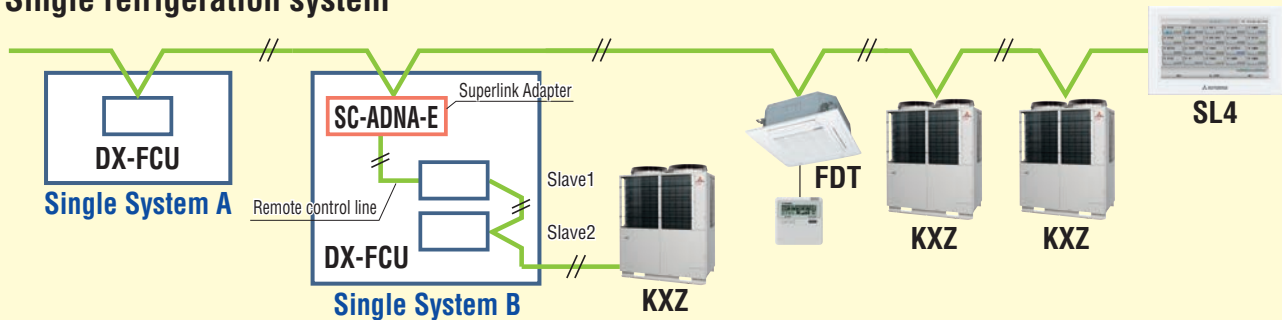 Single refrigeration system
Superlink Adapter
SC-ADNA-E
DX-FCU
Single System A
Remote control line
Slave1
Slave2
DX-FCU
Single System B
KXZ
FDT
KXZ
KXZ
SL4